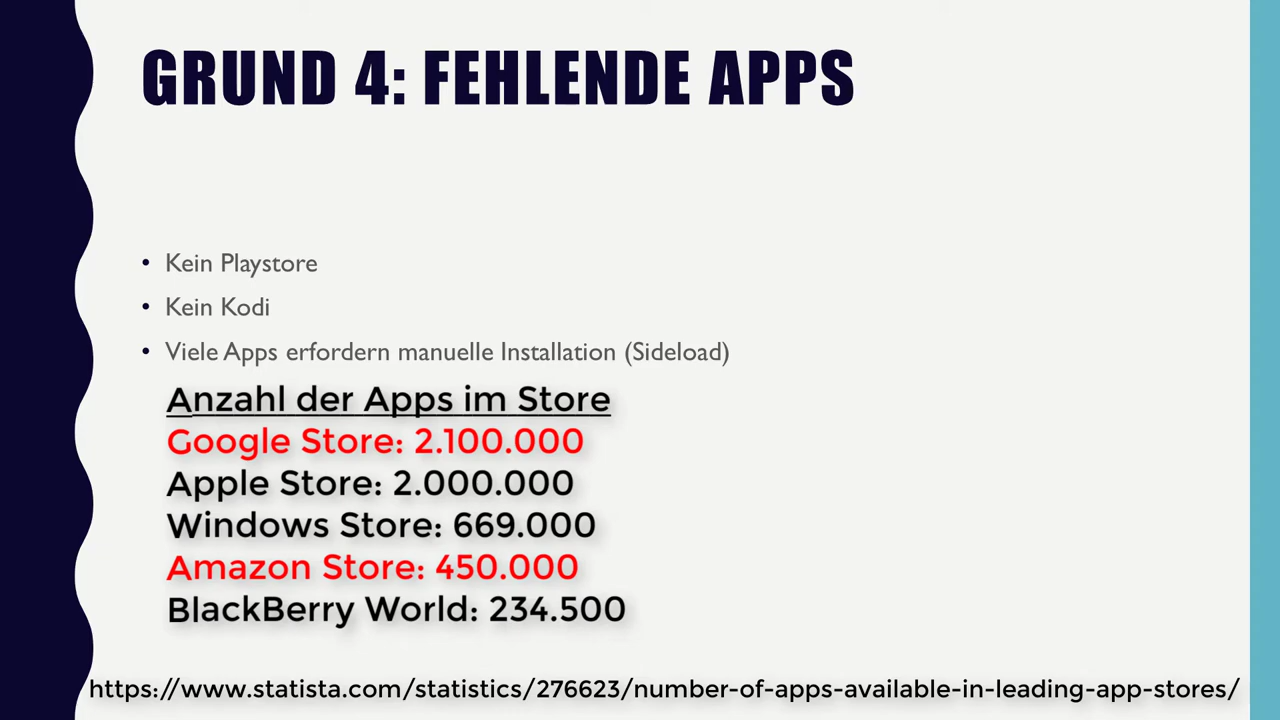 GRUND 4: FEHLENDE APPS
• Kein Playstore
• Kein Kodi
• Viele Apps erfordern manuelle Installation (Sideload)
Anzahl der Apps im Store
Google Store: 2.100.000
Apple Store: 2.000.000
Windows Store: 669.000
Amazon Store: 450.000
BlackBerry World: 234.500
https://www.statista.com/statistics/276623/number-of-apps-available-in-leading-app-stores/